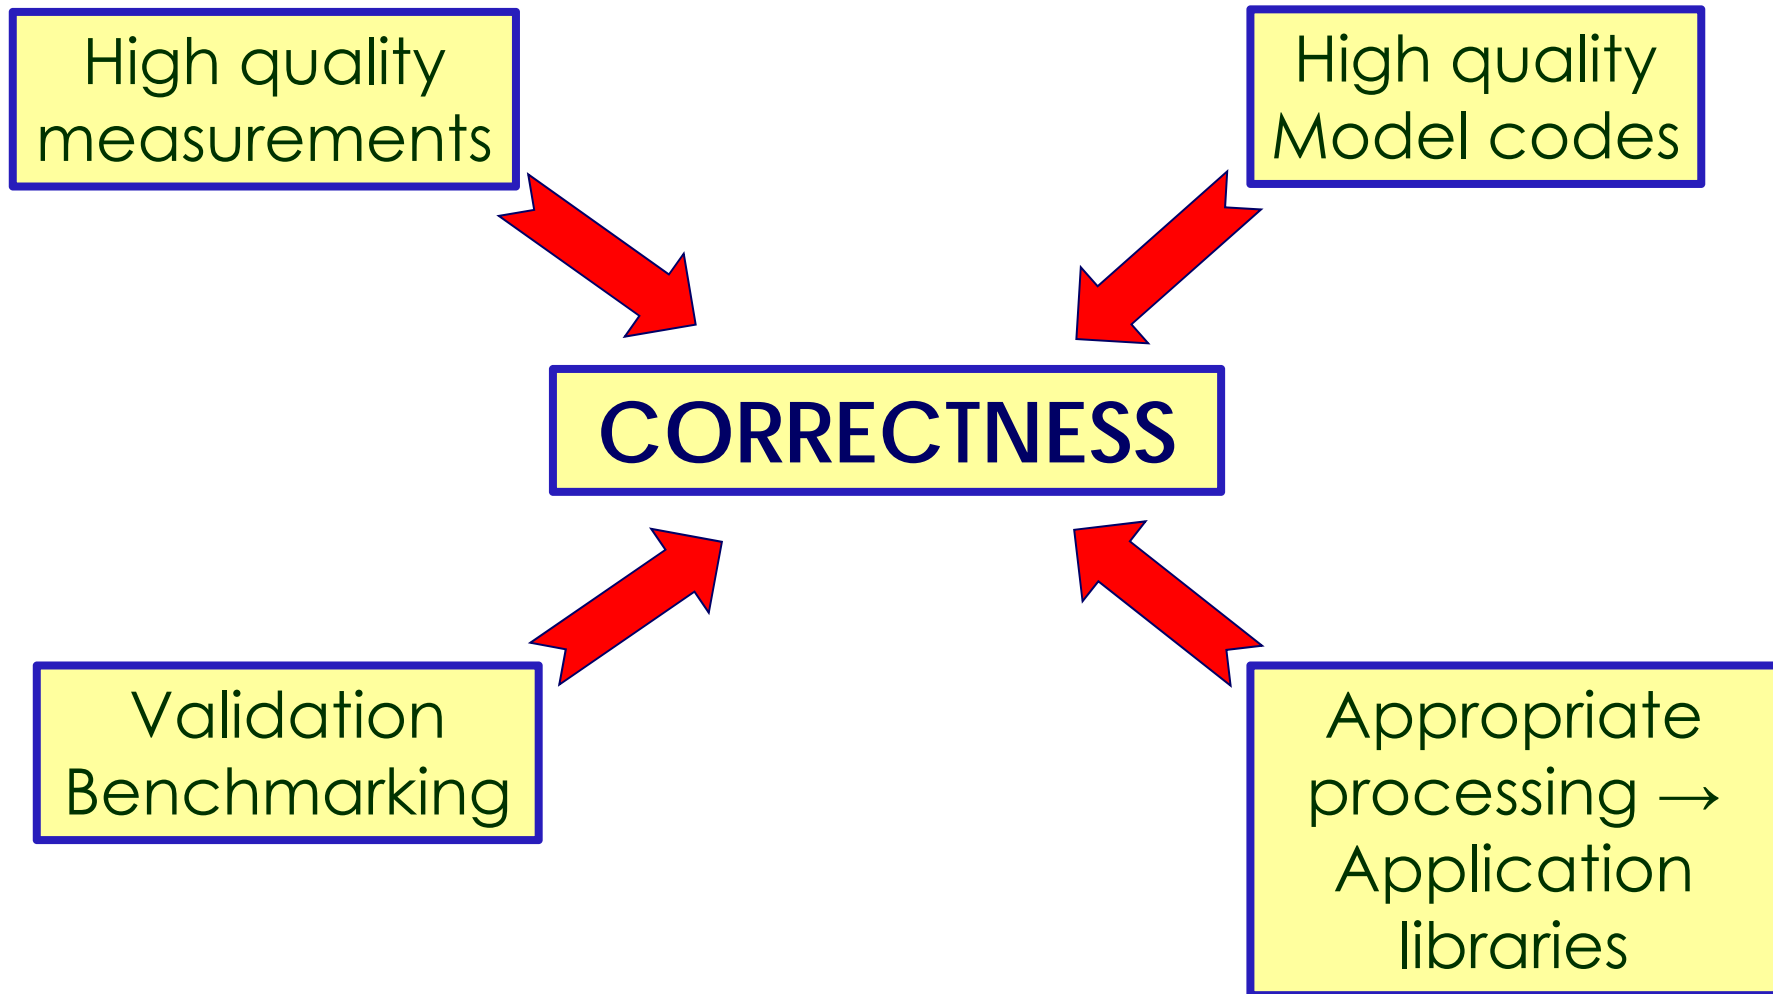 High quality
measurements
High quality
Model codes
CORRECTNESS
Validation
Benchmarking
Appropriate
processing →
Application
libraries